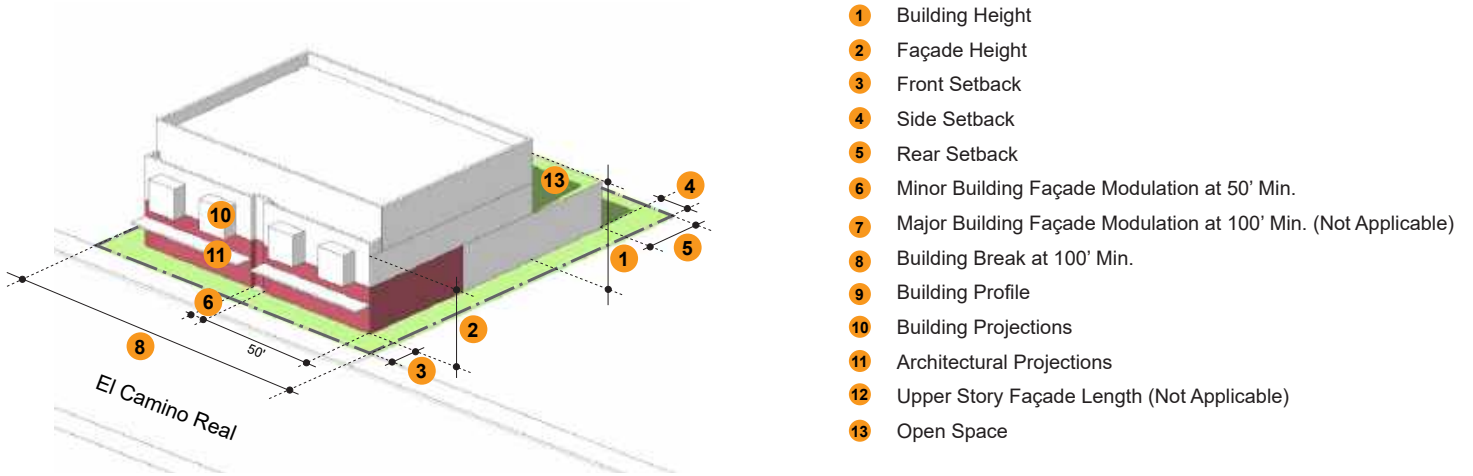 13
4
10
1
5
11
6
2
50'
8
3
El Camino Real
1 Building Height
2 Façade Height
3 Front Setback
4 Side Setback
5 Rear Setback
6 Minor Building Façade Modulation at 50’ Min.
7 Major Building Façade Modulation at 100’ Min. (Not Applicable)
8 Building Break at 100’ Min.
9 Building Profile
10 Building Projections
11 Architectural Projections
12 Upper Story Façade Length (Not Applicable)
13 Open Space